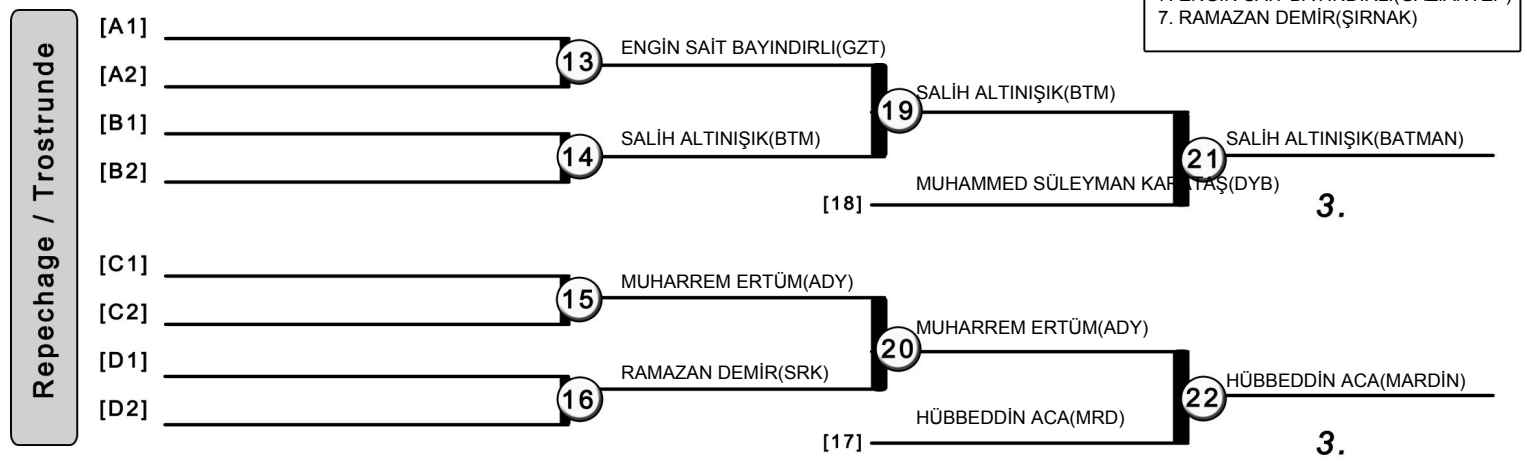 7. RAMAZAN DEMİR(ŞIRNAK)
Repechage / Trostrunde
[A1]
[A2]
13
ENGİN SAİT BAYINDIRLI(GZT)
[B1]
[B2]
14
SALİH ALTINIŞIK(BTM)
19
SALİH ALTINIŞIK(BTM)
[18]
MUHAMMED SÜLEYMAN KARATAŞ(DYB)
21
SALİH ALTINIŞIK(BATMAN)
3.
[C1]
[C2]
15
MUHARREM ERTÜM(ADY)
[D1]
[D2]
16
RAMAZAN DEMİR(SRK)
20
MUHARREM ERTÜM(ADY)
[17]
HÜBBEDDİN ACA(MRD)
22
HÜBBEDDİN ACA(MARDİN)
3.